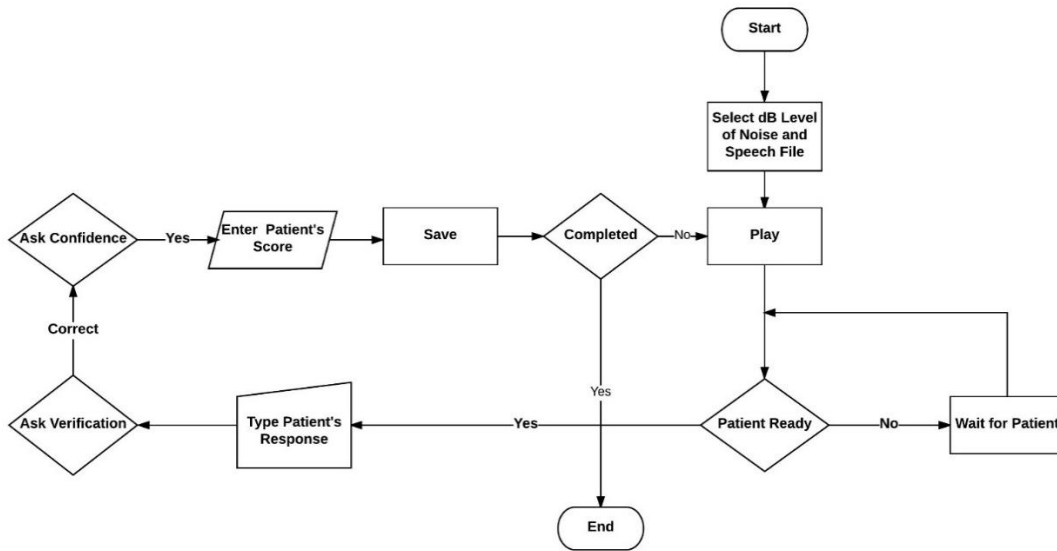 Start
Select dB Level
of Noise and
Speech File
Ask Confidence
Yes
Enter Patient's
Score
Save
Completed
No
Play
Correct
Yes
Ask Verification
Type Patient's
Response
Yes
Patient Ready
No
Wait for Patient
End